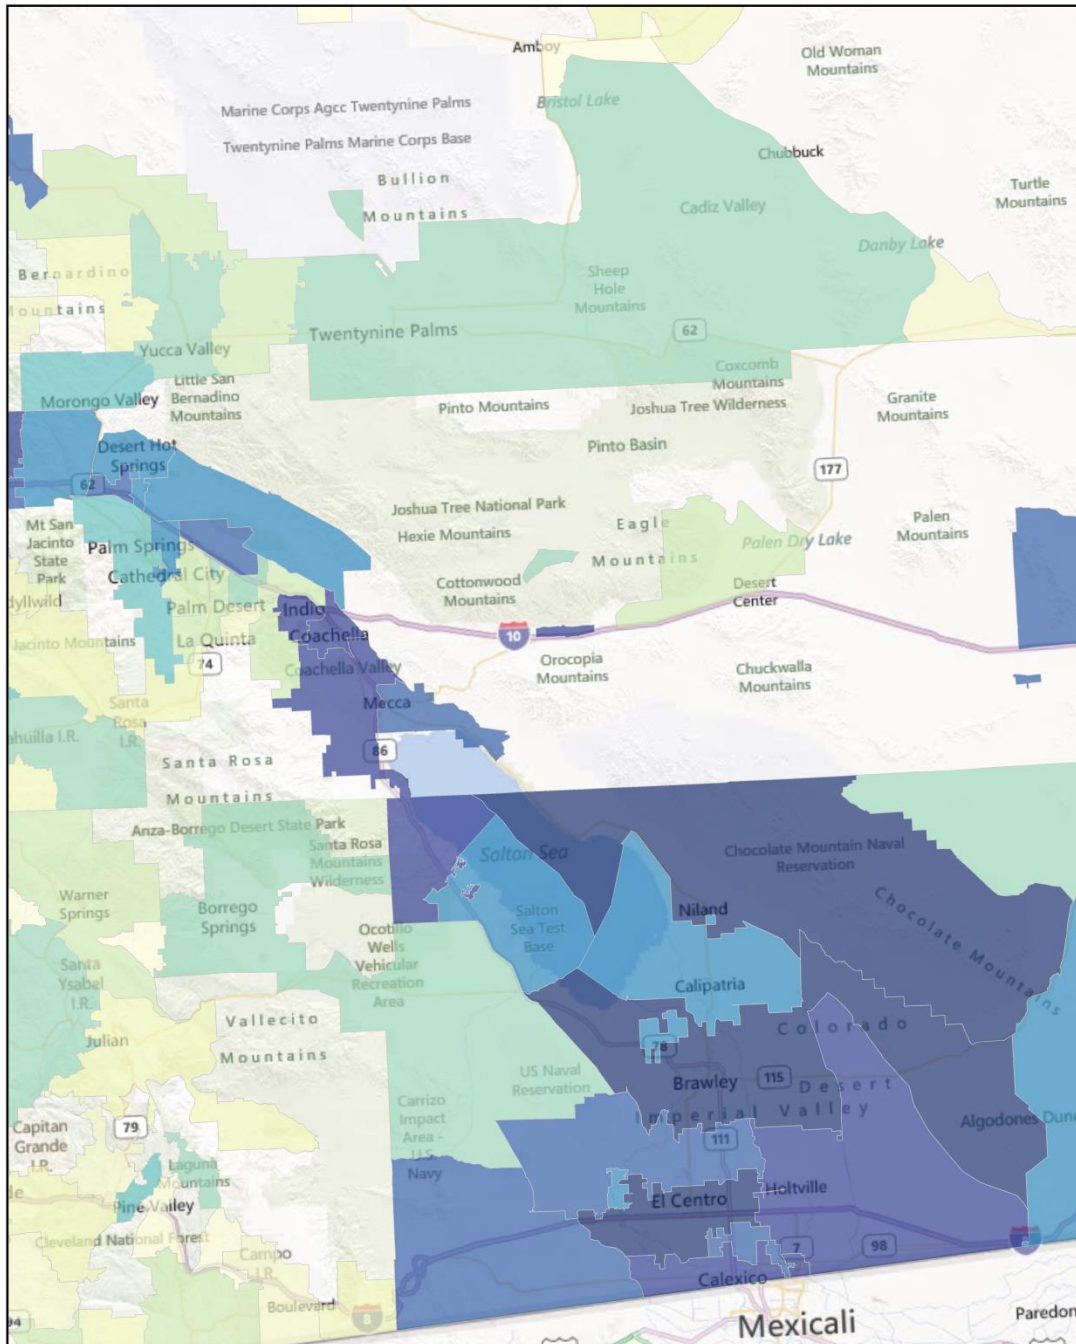 Amboy
Old Woman
Mountains
Bristol Lake
Marine Corps Agcc Twentynine Palms
Twentynine Palms Marine Corps Base
Bullion
Mountains
Chubbuck
Turtle
Mountains
Cadiz Valley
Danby Lake
Bernardino
Mountains
Sheep
Hole
Mountains
Twentynine Palms
62
Yucca Valley
Coxcomb
Mountains
Little San
Bernadino
Mountains
Morongo Valley
Pinto Mountains
Joshua Tree Wilderness
Granite
Mountains
Desert Hot
Springs
Pinto Basin
62
177
Joshua Tree National Park
Hexie Mountains
Eagle
Mountains
Palen
Mountains
Mt San
Jacinto
State
Park
Palm Springs
Palen Dry Lake
Cathedral City
Cottonwood
Mountains
Desert
Center
dyllwild
Palm Desert
Indio
Coachella
10
Jacinto Mountains
La Quinta
74
Coachella Valley
Orocopia
Mountains
Chuckwalla
Mountains
Mecca
Santa
Rosa
I.R.
ahuilla I.R.
86
Santa Rosa
Mountains
Anza-Borrego Desert State Park
Santa Rosa
Mountains
Wilderness
Salton Sea
Chocolate Mountain Naval
Reservation
Chocolate Mountains
Warner
Springs
Borrego
Springs
Niland
Salton
Sea Test
Base
Ocotillo
Wells
Vehicular
Recreation
Area
Santa
Ysabel
I.R.
Calipatria
Vallecito
Mountains
Colorado
Desert
Julian
78
US Naval
Reservation
Brawley
115
Imperial Valley
Carrizo
Impact
Area -
U.S.
Navy
Algodones Dune
Capitan
Grande
I.R.
79
111
Laguna
Mountains
El Centro
Holtville
de
Pine Valley
Cleveland National Forest
Campo
I.R.
7
98
8
Calexico
Boulevard
8
94
Mexicali
Paredon